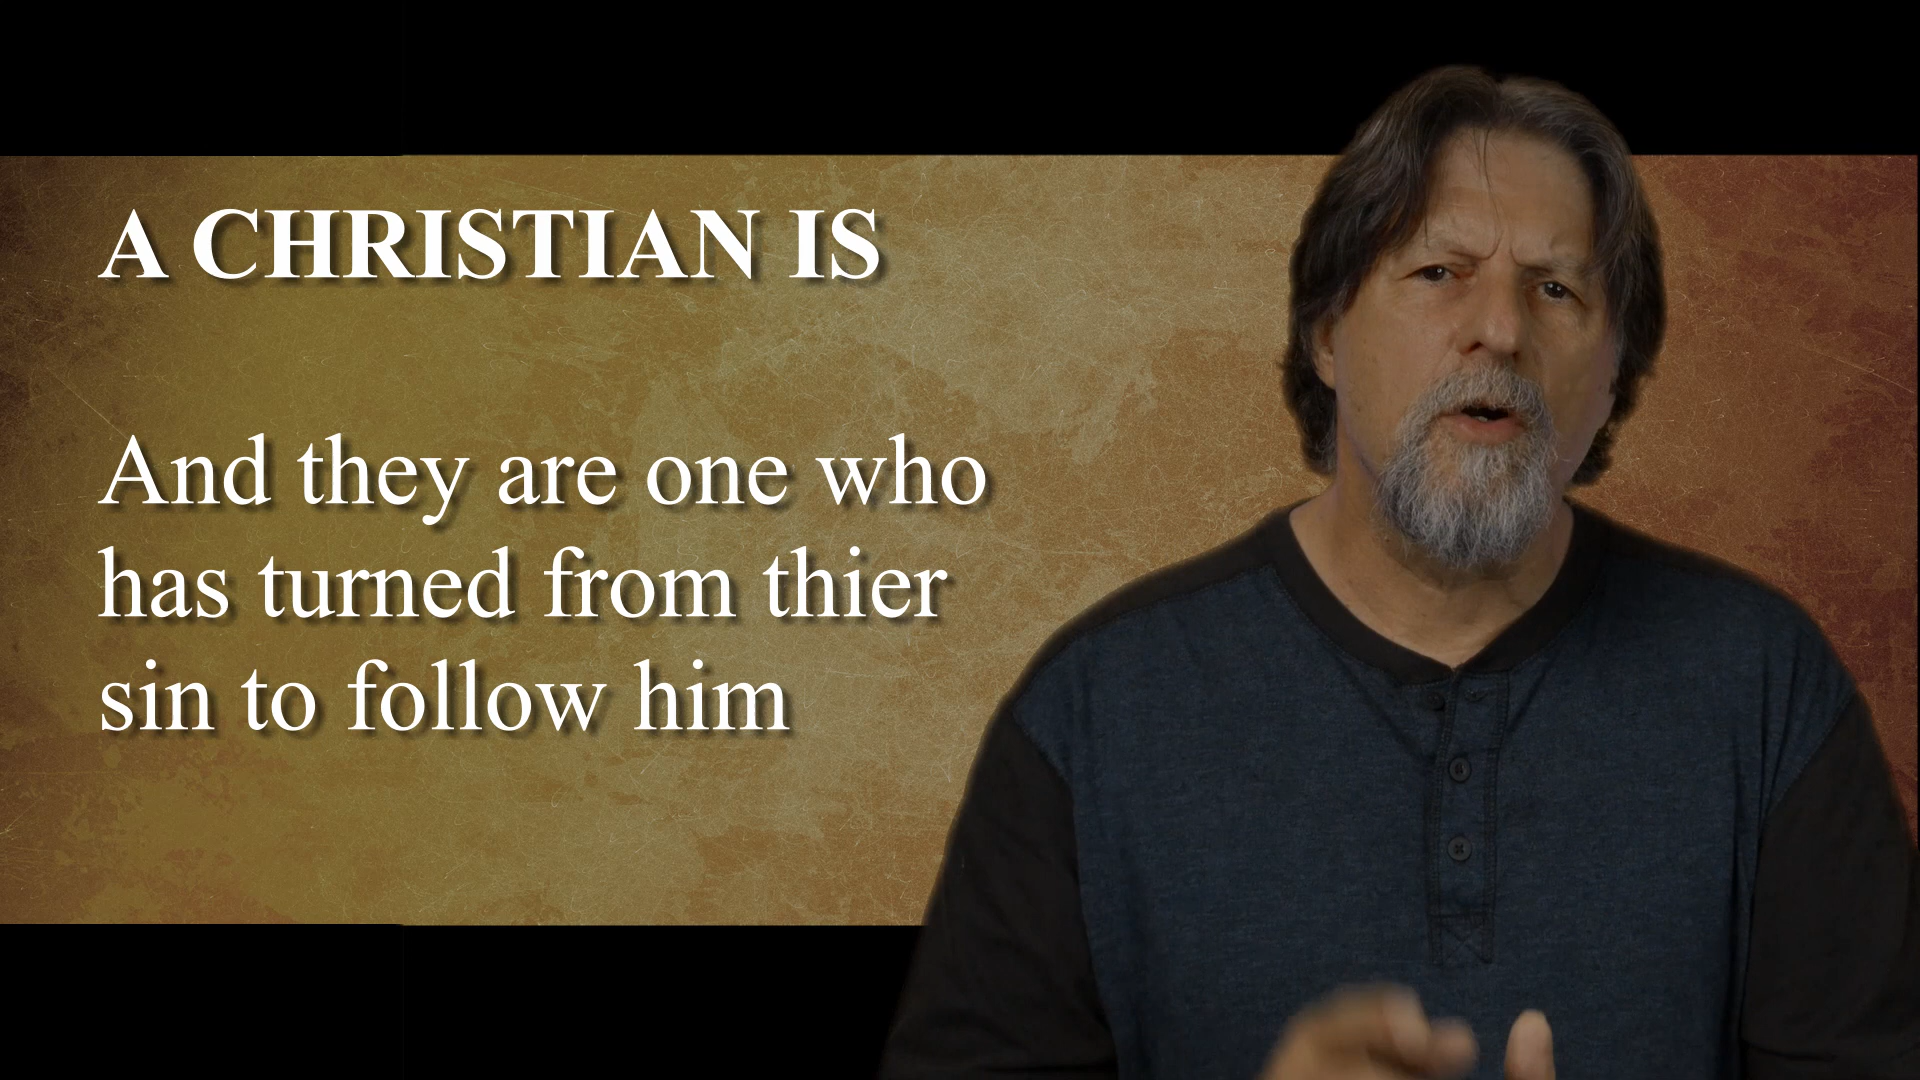 A CHRISTIAN IS
And they are one who
has turned from thier
sin to follow him